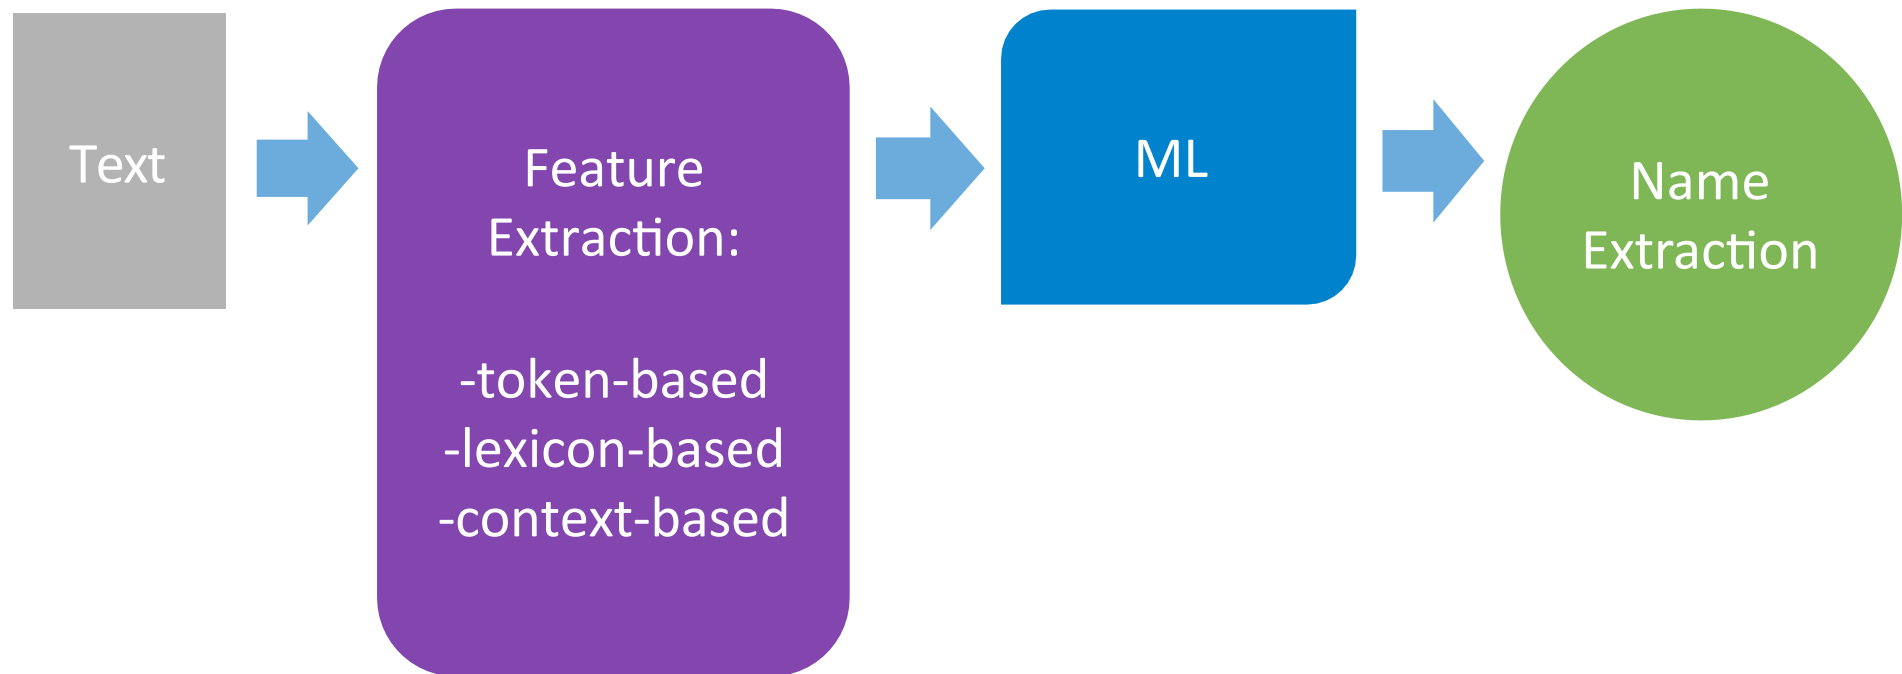 Text
Feature
Extraction:
-token-based
-lexicon-based
-context-based
ML
Name
Extraction